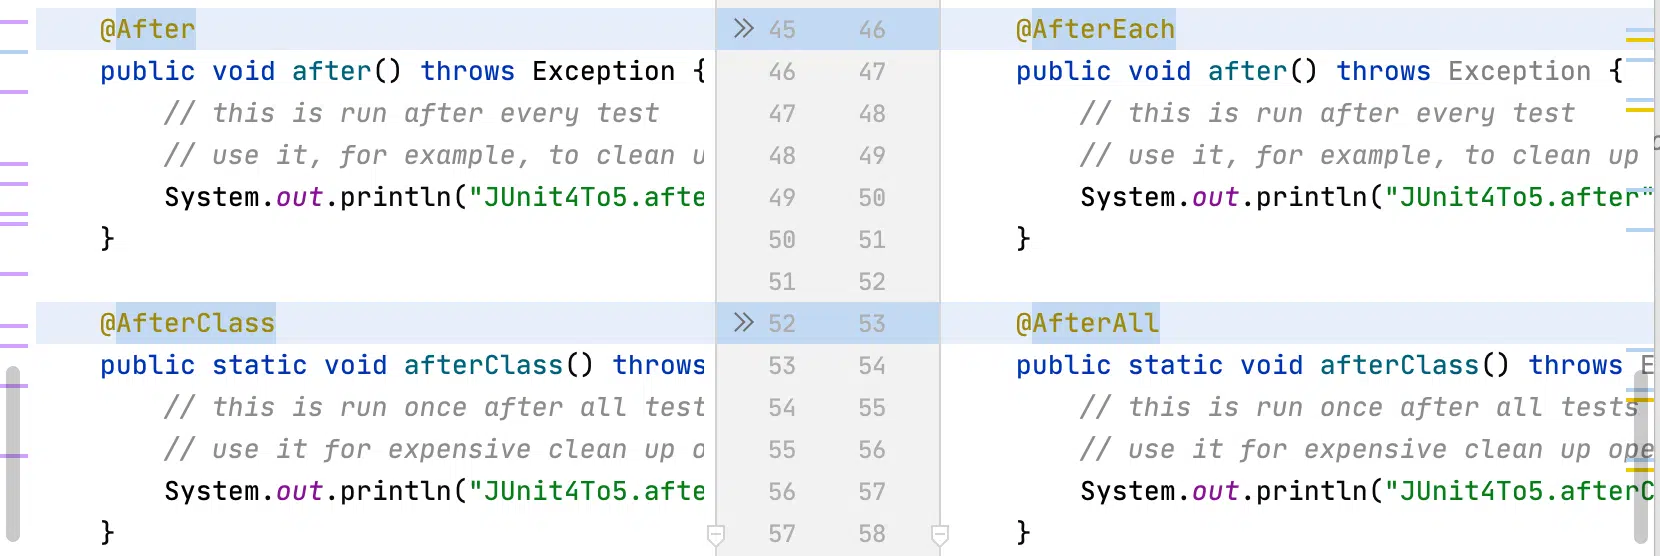 @After 45 46 @AfterEach
public void after() throws Exception { 46 47 public void after() throws Exception {
// this is run after every test 47 48 // this is run after every test
// use it, for example, to clean 48 49 // use it, for example, to clean up
System.out.println("JUnit4To5.afte 49 50 System.out.println("JUnit4To5.after"
} 50 51 }
51 52
@AfterClass 52 53 @AfterAll
public static void afterClass() throws 53 54 public static void afterClass() throws E
// this is run once after all test 54 55 // this is run once after all tests
// use it for expensive clean up o 55 56 // use it for expensive clean up ope
System.out.println("JUnit4To5.afte 56 57 System.out.println("JUnit4To5.afterC
} 57 58 }